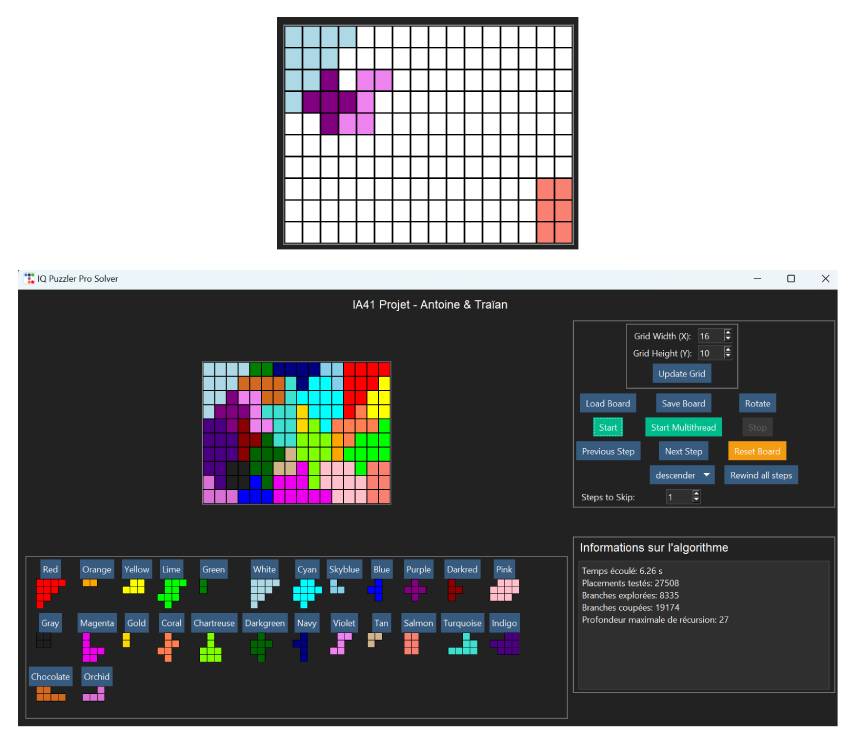 IQ Puzzler Pro Solver
IA41 Projet - Antoine & Traïan
Grid Width (X): 16
Grid Height (Y): 10
Update Grid
Load Board Save Board Rotate
Start Start Multithread Stop
Previous Step Next Step Reset Board
descender Rewind all steps
Steps to Skip: 1
Informations sur l'algorithme
Temps écoulé: 6.26 s
Placements testés: 27508
Branches explorées: 8335
Branches coupées: 19174
Profondeur maximale de récursion: 27
Red Orange Yellow Lime Green White Cyan Skyblue Blue Purple Darkred Pink
Gray Magenta Gold Coral Chartreuse Darkgreen Navy Violet Tan Salmon Turquoise Indigo
Chocolate Orchid